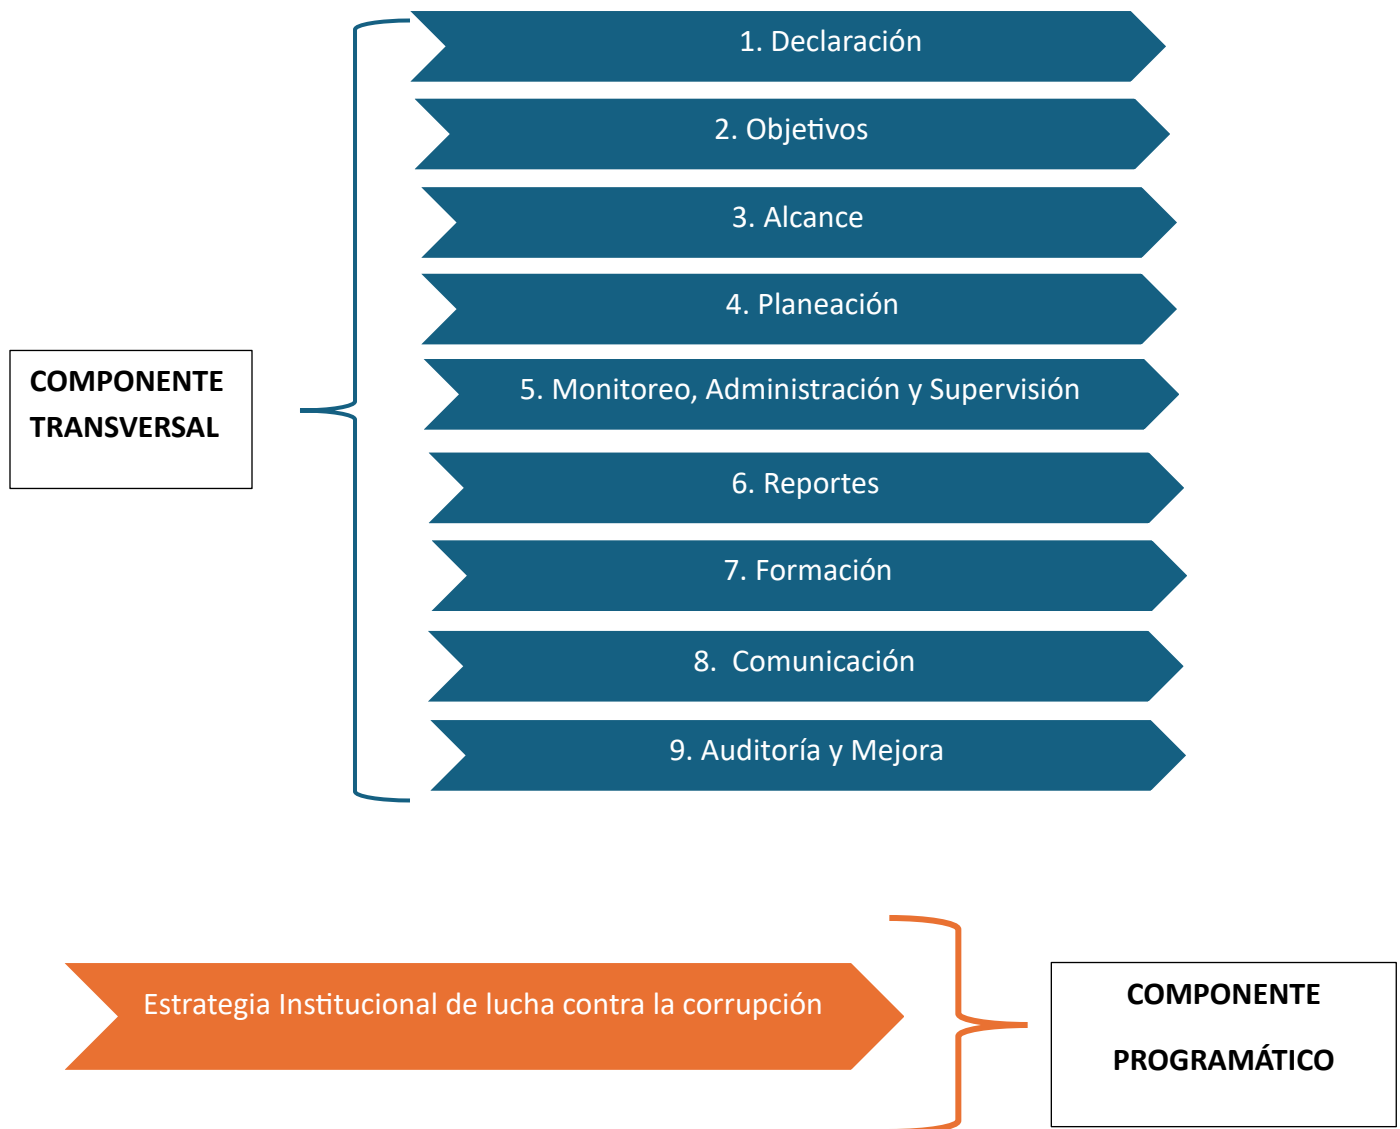 1. Declaración
2. Objetivos
3. Alcance
4. Planeación
COMPONENTE
TRANSVERSAL
5. Monitoreo, Administración y Supervisión
6. Reportes
7. Formación
8.  Comunicación
9. Auditoría y Mejora
Estrategia Institucional de lucha contra la corrupción
COMPONENTE
PROGRAMÁTICO